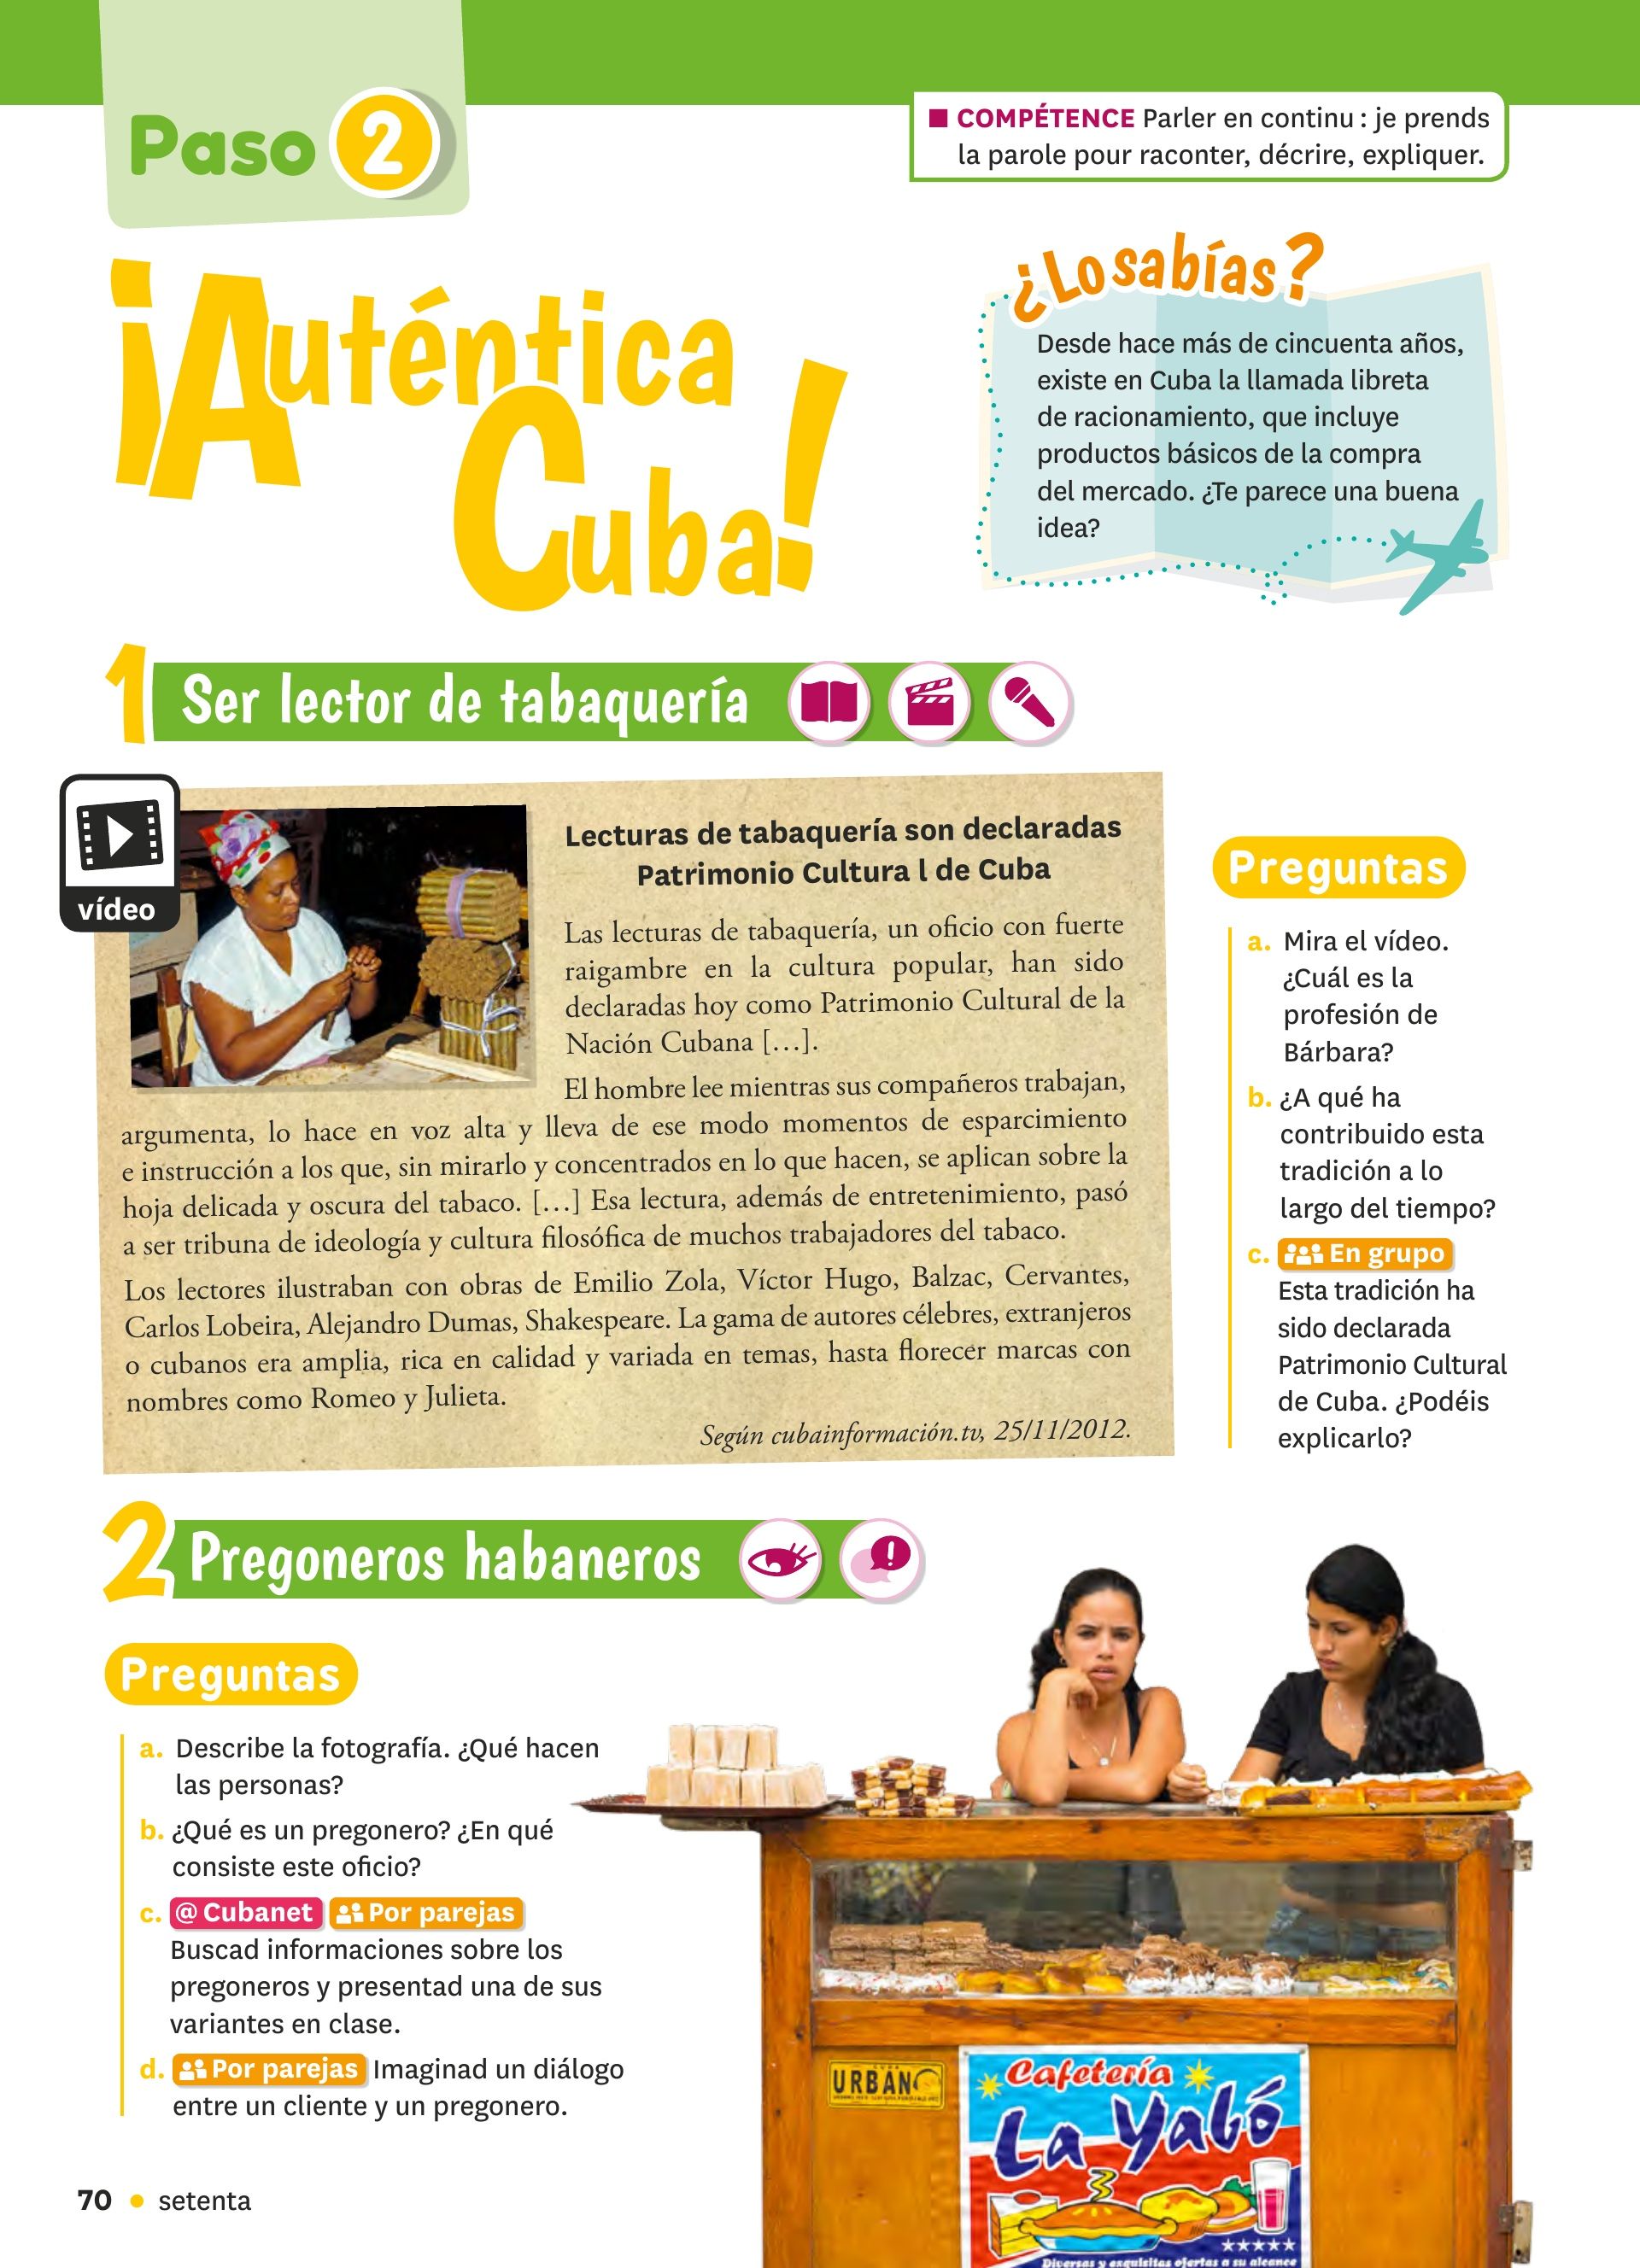 Paso 2
■ COMPÉTENCE Parler en continu : je prends
la parole pour raconter, décrire, expliquer.
¡Auténtica
Cuba!
¿Lo sabías?
Desde hace más de cincuenta años,
existe en Cuba la llamada libreta
de racionamiento, que incluye
productos básicos de la compra
del mercado. ¿Te parece una buena
idea?
1 Ser lector de tabaquería
vídeo
Lecturas de tabaquería son declaradas
Patrimonio Cultura l de Cuba
Las lecturas de tabaquería, un oficio con fuerte
raigambre en la cultura popular, han sido
declaradas hoy como Patrimonio Cultural de la
Nación Cubana […].
El hombre lee mientras sus compañeros trabajan,
argumenta, lo hace en voz alta y lleva de ese modo momentos de esparcimiento
e instrucción a los que, sin mirarlo y concentrados en lo que hacen, se aplican sobre la
hoja delicada y oscura del tabaco. […] Esa lectura, además de entretenimiento, pasó
a ser tribuna de ideología y cultura filosófica de muchos trabajadores del tabaco.
Los lectores ilustraban con obras de Emilio Zola, Víctor Hugo, Balzac, Cervantes,
Carlos Lobeira, Alejandro Dumas, Shakespeare. La gama de autores célebres, extranjeros
o cubanos era amplia, rica en calidad y variada en temas, hasta florecer marcas con
nombres como Romeo y Julieta.
Según cubainformación.tv, 25/11/2012.
Preguntas
a. Mira el vídeo.
¿Cuál es la
profesión de
Bárbara?
b. ¿A qué ha
contribuido esta
tradición a lo
largo del tiempo?
c. En grupo
Esta tradición ha
sido declarada
Patrimonio Cultural
de Cuba. ¿Podéis
explicarlo?
2 Pregoneros habaneros
Preguntas
a. Describe la fotografía. ¿Qué hacen
las personas?
b. ¿Qué es un pregonero? ¿En qué
consiste este oficio?
c. @ Cubanet Por parejas
Buscad informaciones sobre los
pregoneros y presentad una de sus
variantes en clase.
d. Por parejas Imaginad un diálogo
entre un cliente y un pregonero.
URBANO
Cafetería
La Yabó
Diversas y exquisitas ofertas a su alcance
70 • setenta